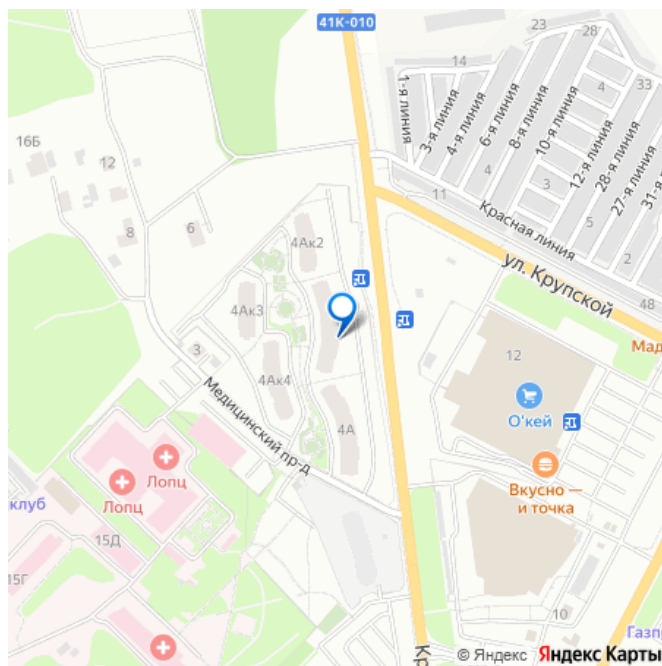 41К-010
14
23
28
33
1-я линия
3-я линия
4-я линия
6-я линия
8-я линия
10-я линия
12-я линия
28-я линия
27-я линия
31-я
4
4
3
5
2
11
Красная линия
48
16Б
12
8
6
4Ак2
4Ак3
4Ак4
4А
3
ул. Крупской
Мад
12
О'кей
Вкусно —
и точка
Медицинский пр-д
Лопц
Лопц
клуб
15Д
15Г
10
Газпр
Кр
© Яндекс Яндекс Карты